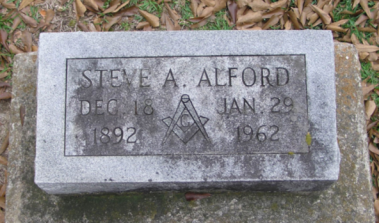 STEVE A. ALFORD
DEC. 18 JAN. 29
1892 G 1962